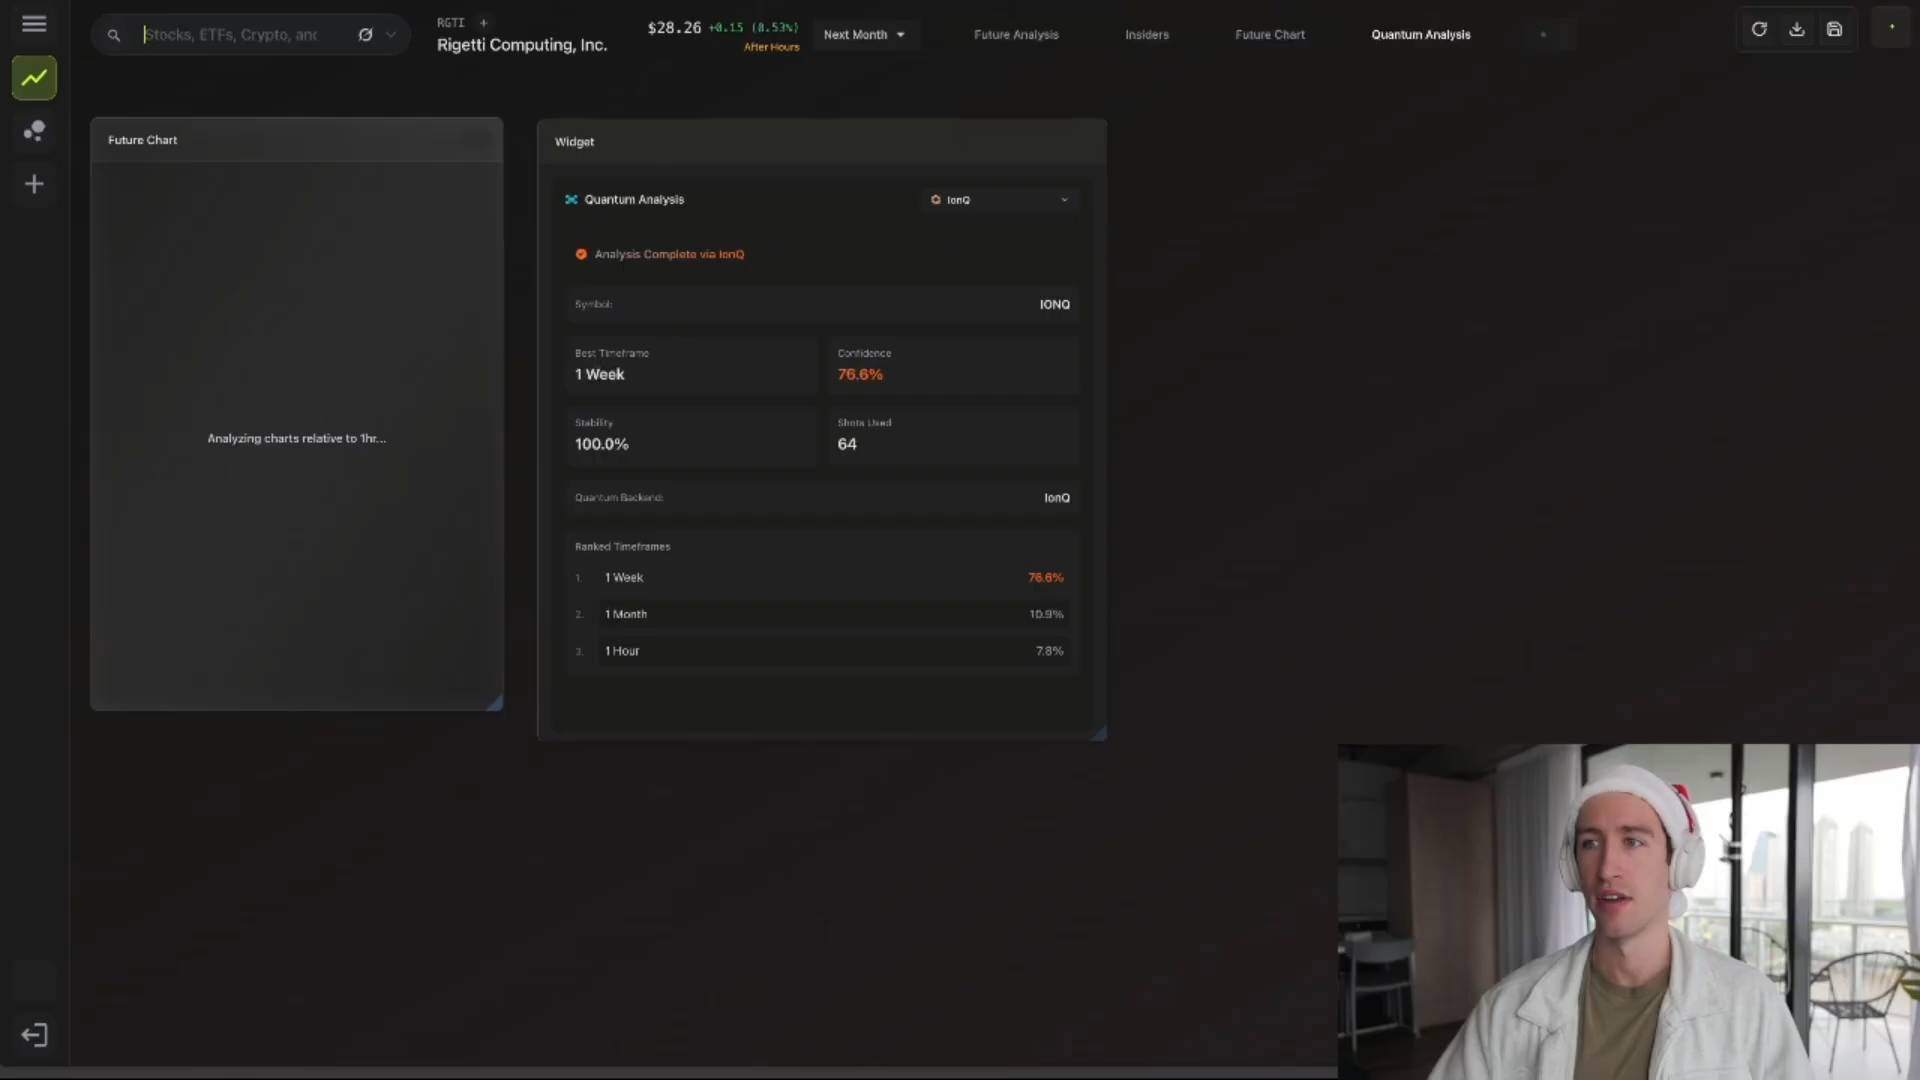 Stocks, ETFs, Crypto, and
RGTI +
Rigetti Computing, Inc.
$28.26 +0.15 (0.53%)
After Hours
Next Month
Future Analysis
Insiders
Future Chart
Quantum Analysis
Future Chart
Analyzing charts relative to 1hr...
Widget
Quantum Analysis
IonQ
Analysis Complete via IonQ
Symbol:
IONQ
Best Timeframe
1 Week
Confidence
76.6%
Stability
100.0%
Shots Used
64
Quantum Backend:
IonQ
Ranked Timeframes
1. 1 Week 76.6%
2. 1 Month 10.9%
3. 1 Hour 7.8%